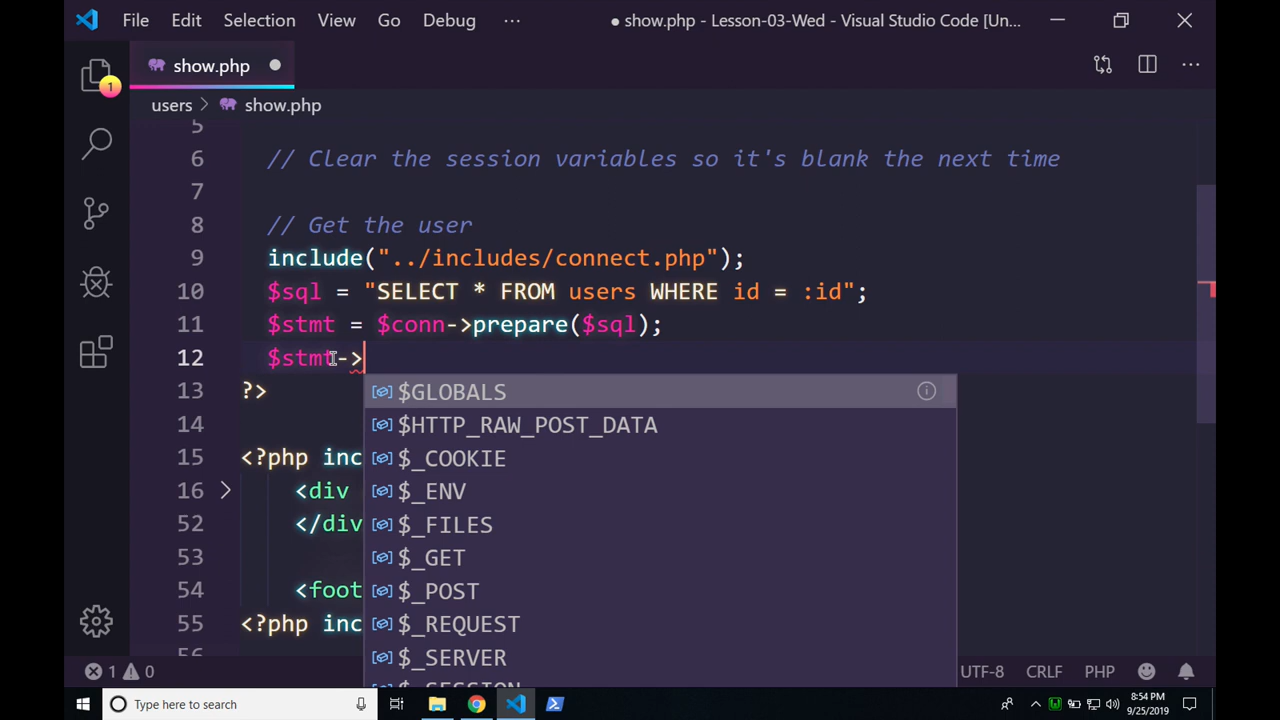 File Edit Selection View Go Debug ··· ● show.php - Lesson-03-Wed - Visual Studio Code [Un...
1
show.php
users > show.php
5
6 // Clear the session variables so it's blank the next time
7
8 // Get the user
9 include("../includes/connect.php");
10 $sql = "SELECT * FROM users WHERE id = :id";
11 $stmt = $conn->prepare($sql);
12 $stmt->
13 ?>
$GLOBALS
14
$HTTP_RAW_POST_DATA
15 <?php inc
$_COOKIE
16 <div
$_ENV
52 </div
$_FILES
53
$_GET
54 <foot
$_POST
55 <?php inc
$_REQUEST
56
$_SERVER
$_SESSION
1 0 UTF-8 CRLF PHP
Type here to search
8:54 PM
9/25/2019